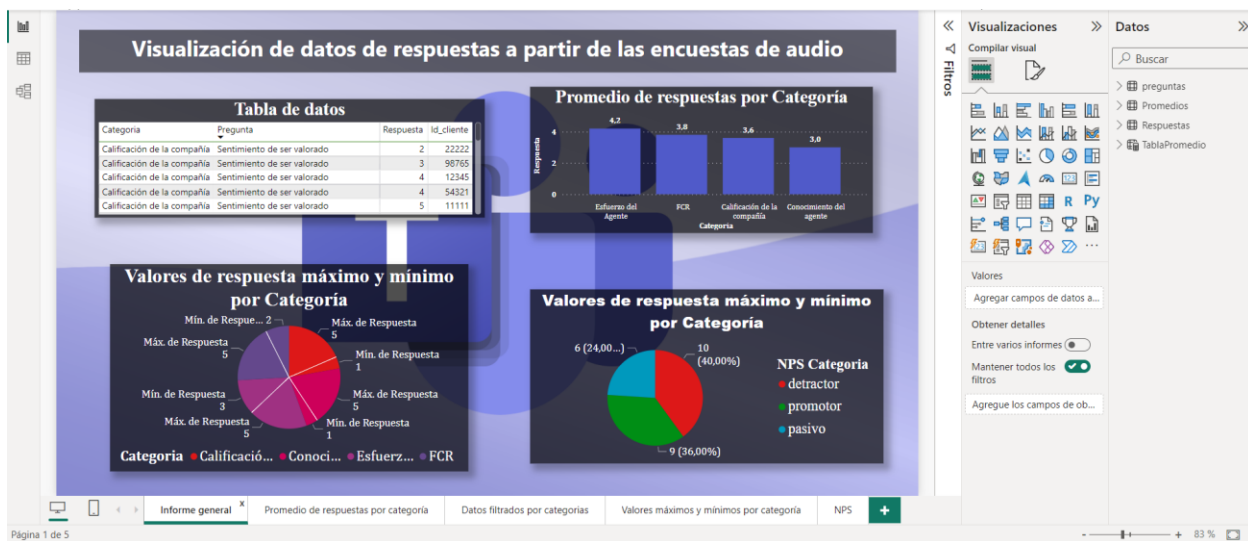 Visualización de datos de respuestas a partir de las encuestas de audio
Tabla de datos
Categoria Pregunta Respuesta Id_cliente
Calificación de la compañía Sentimiento de ser valorado 2 22222
Calificación de la compañía Sentimiento de ser valorado 3 98765
Calificación de la compañía Sentimiento de ser valorado 4 12345
Calificación de la compañía Sentimiento de ser valorado 4 54321
Calificación de la compañía Sentimiento de ser valorado 5 11111
Promedio de respuestas por Categoría
4,2
3,8
3,6
3,0
4
2
0
Respuesta
Esfuerzo del
Agente
FCR
Calificación de la
compañía
Conocimiento del
agente
Categoria
Valores de respuesta máximo y mínimo
por Categoría
Mín. de Respue... 2
Máx. de Respuesta
5
Máx. de Respuesta
5
Mín. de Respuesta
1
Mín. de Respuesta
3
Máx. de Respuesta
5
Máx. de Respuesta
5
Mín. de Respuesta
1
Categoria Calificació... Conoci... Esfuerz... FCR
Valores de respuesta máximo y mínimo
por Categoría
6 (24,00...)
10
(40,00%)
9 (36,00%)
NPS Categoria
detractor
promotor
pasivo
Filtros
Visualizaciones
Compilar visual
R Py
Valores
Agregar campos de datos a...
Obtener detalles
Entre varios informes
Mantener todos los
filtros
Agregue los campos de ob...
Datos
Buscar
preguntas
Promedios
Respuestas
TablaPromedio
Informe general x
Promedio de respuestas por categoría
Datos filtrados por categorias
Valores máximos y mínimos por categoría
NPS
+
Página 1 de 5
- + 83 %